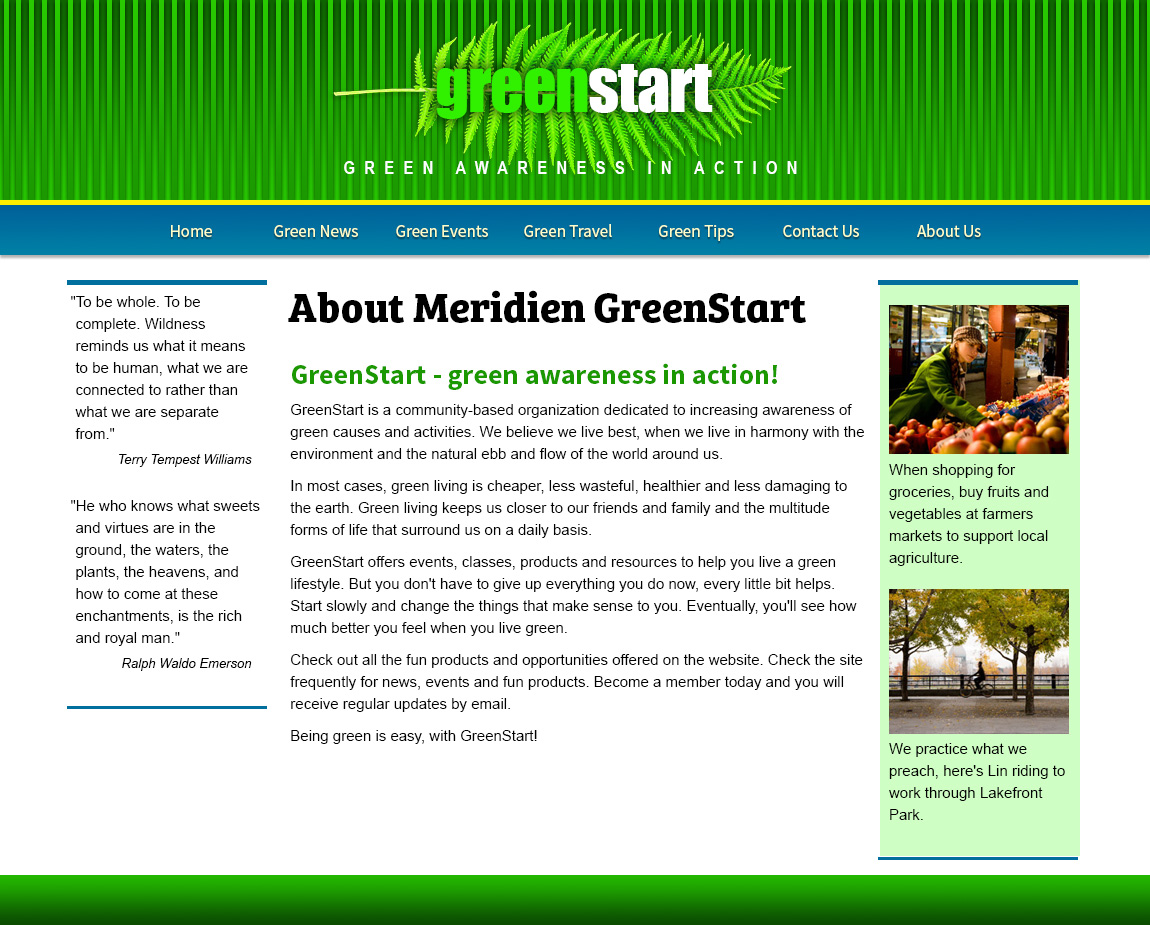 greenstart
GREEN AWARENESS IN ACTION
Home Green News Green Events Green Travel Green Tips Contact Us About Us
"To be whole. To be
complete. Wildness
reminds us what it means
to be human, what we are
connected to rather than
what we are separate
from."
Terry Tempest Williams
"He who knows what sweets
and virtues are in the
ground, the waters, the
plants, the heavens, and
how to come at these
enchantments, is the rich
and royal man."
Ralph Waldo Emerson
About Meridien GreenStart
GreenStart - green awareness in action!
GreenStart is a community-based organization dedicated to increasing awareness of
green causes and activities. We believe we live best, when we live in harmony with the
environment and the natural ebb and flow of the world around us.
In most cases, green living is cheaper, less wasteful, healthier and less damaging to
the earth. Green living keeps us closer to our friends and family and the multitude
forms of life that surround us on a daily basis.
GreenStart offers events, classes, products and resources to help you live a green
lifestyle. But you don't have to give up everything you do now, every little bit helps.
Start slowly and change the things that make sense to you. Eventually, you'll see how
much better you feel when you live green.
Check out all the fun products and opportunities offered on the website. Check the site
frequently for news, events and fun products. Become a member today and you will
receive regular updates by email.
Being green is easy, with GreenStart!
When shopping for
groceries, buy fruits and
vegetables at farmers
markets to support local
agriculture.
We practice what we
preach, here's Lin riding to
work through Lakefront
Park.